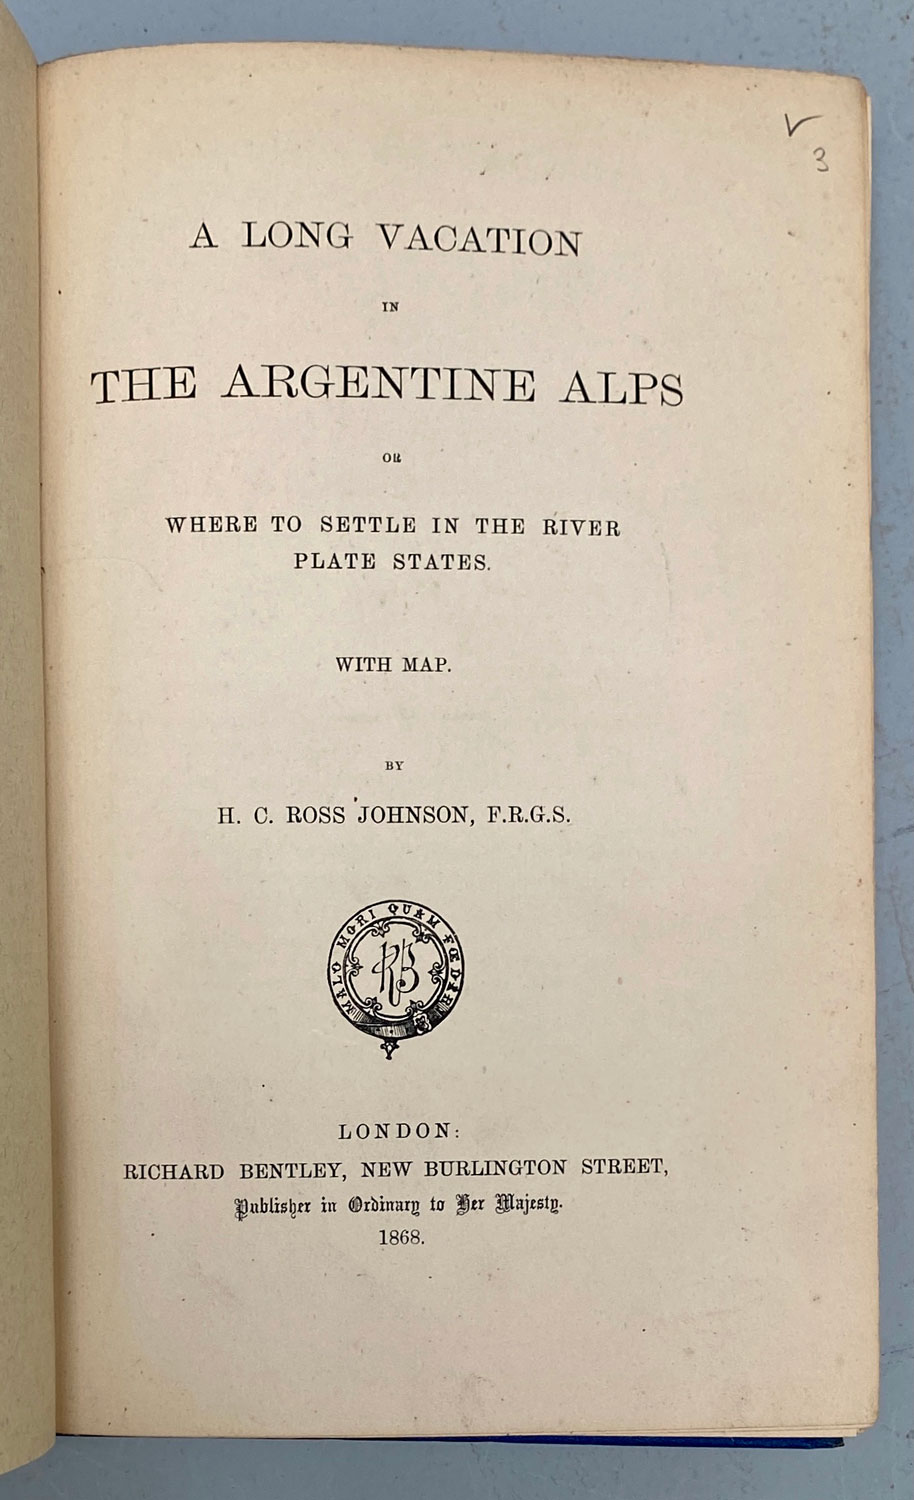 ✓
3
A LONG VACATION
IN
THE ARGENTINE ALPS
OR
WHERE TO SETTLE IN THE RIVER
PLATE STATES.
WITH MAP.
BY
H. C. ROSS JOHNSON, F.R.G.S.
MALO MORI QUAM FŒDARI
RB
LONDON:
RICHARD BENTLEY, NEW BURLINGTON STREET,
Publisher in Ordinary to Her Majesty.
1868.